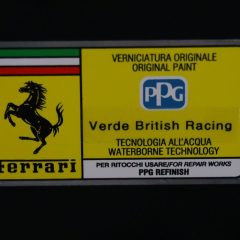 VERNICIATURA ORIGINALE
ORIGINAL PAINT
PPG
Verde British Racing
TECNOLOGIA ALL'ACQUA
WATERBORNE TECHNOLOGY
PER RITOCCHI USARE/FOR REPAIR WORKS
PPG REFINISH
Ferrari